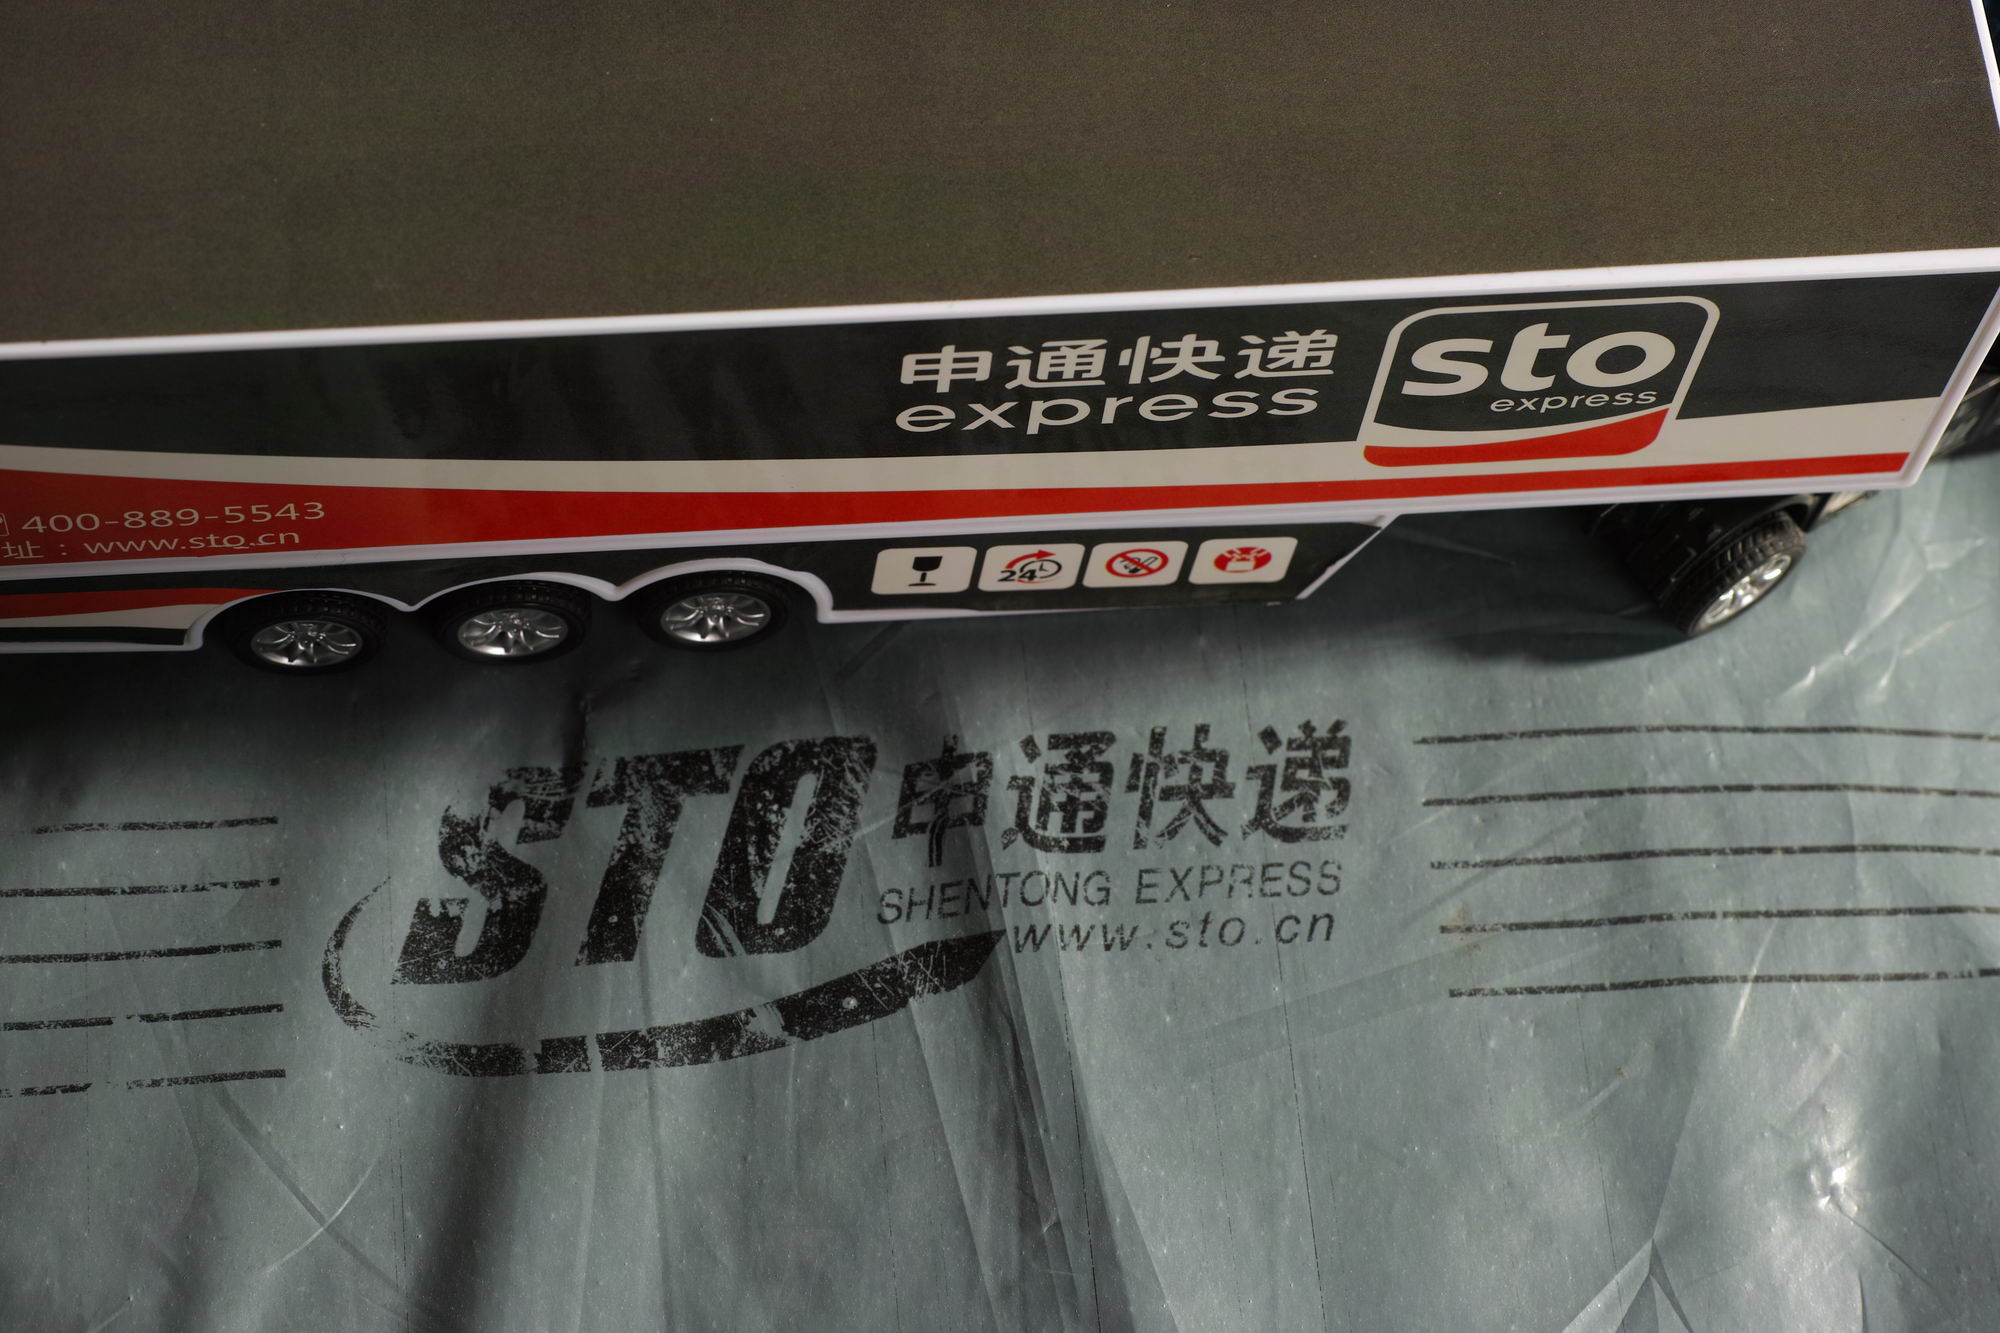 申通快递
express
sto
express
400-889-5543
址：www.sto.cn
24
STO 申通快递
SHENTONG EXPRESS
www.sto.cn